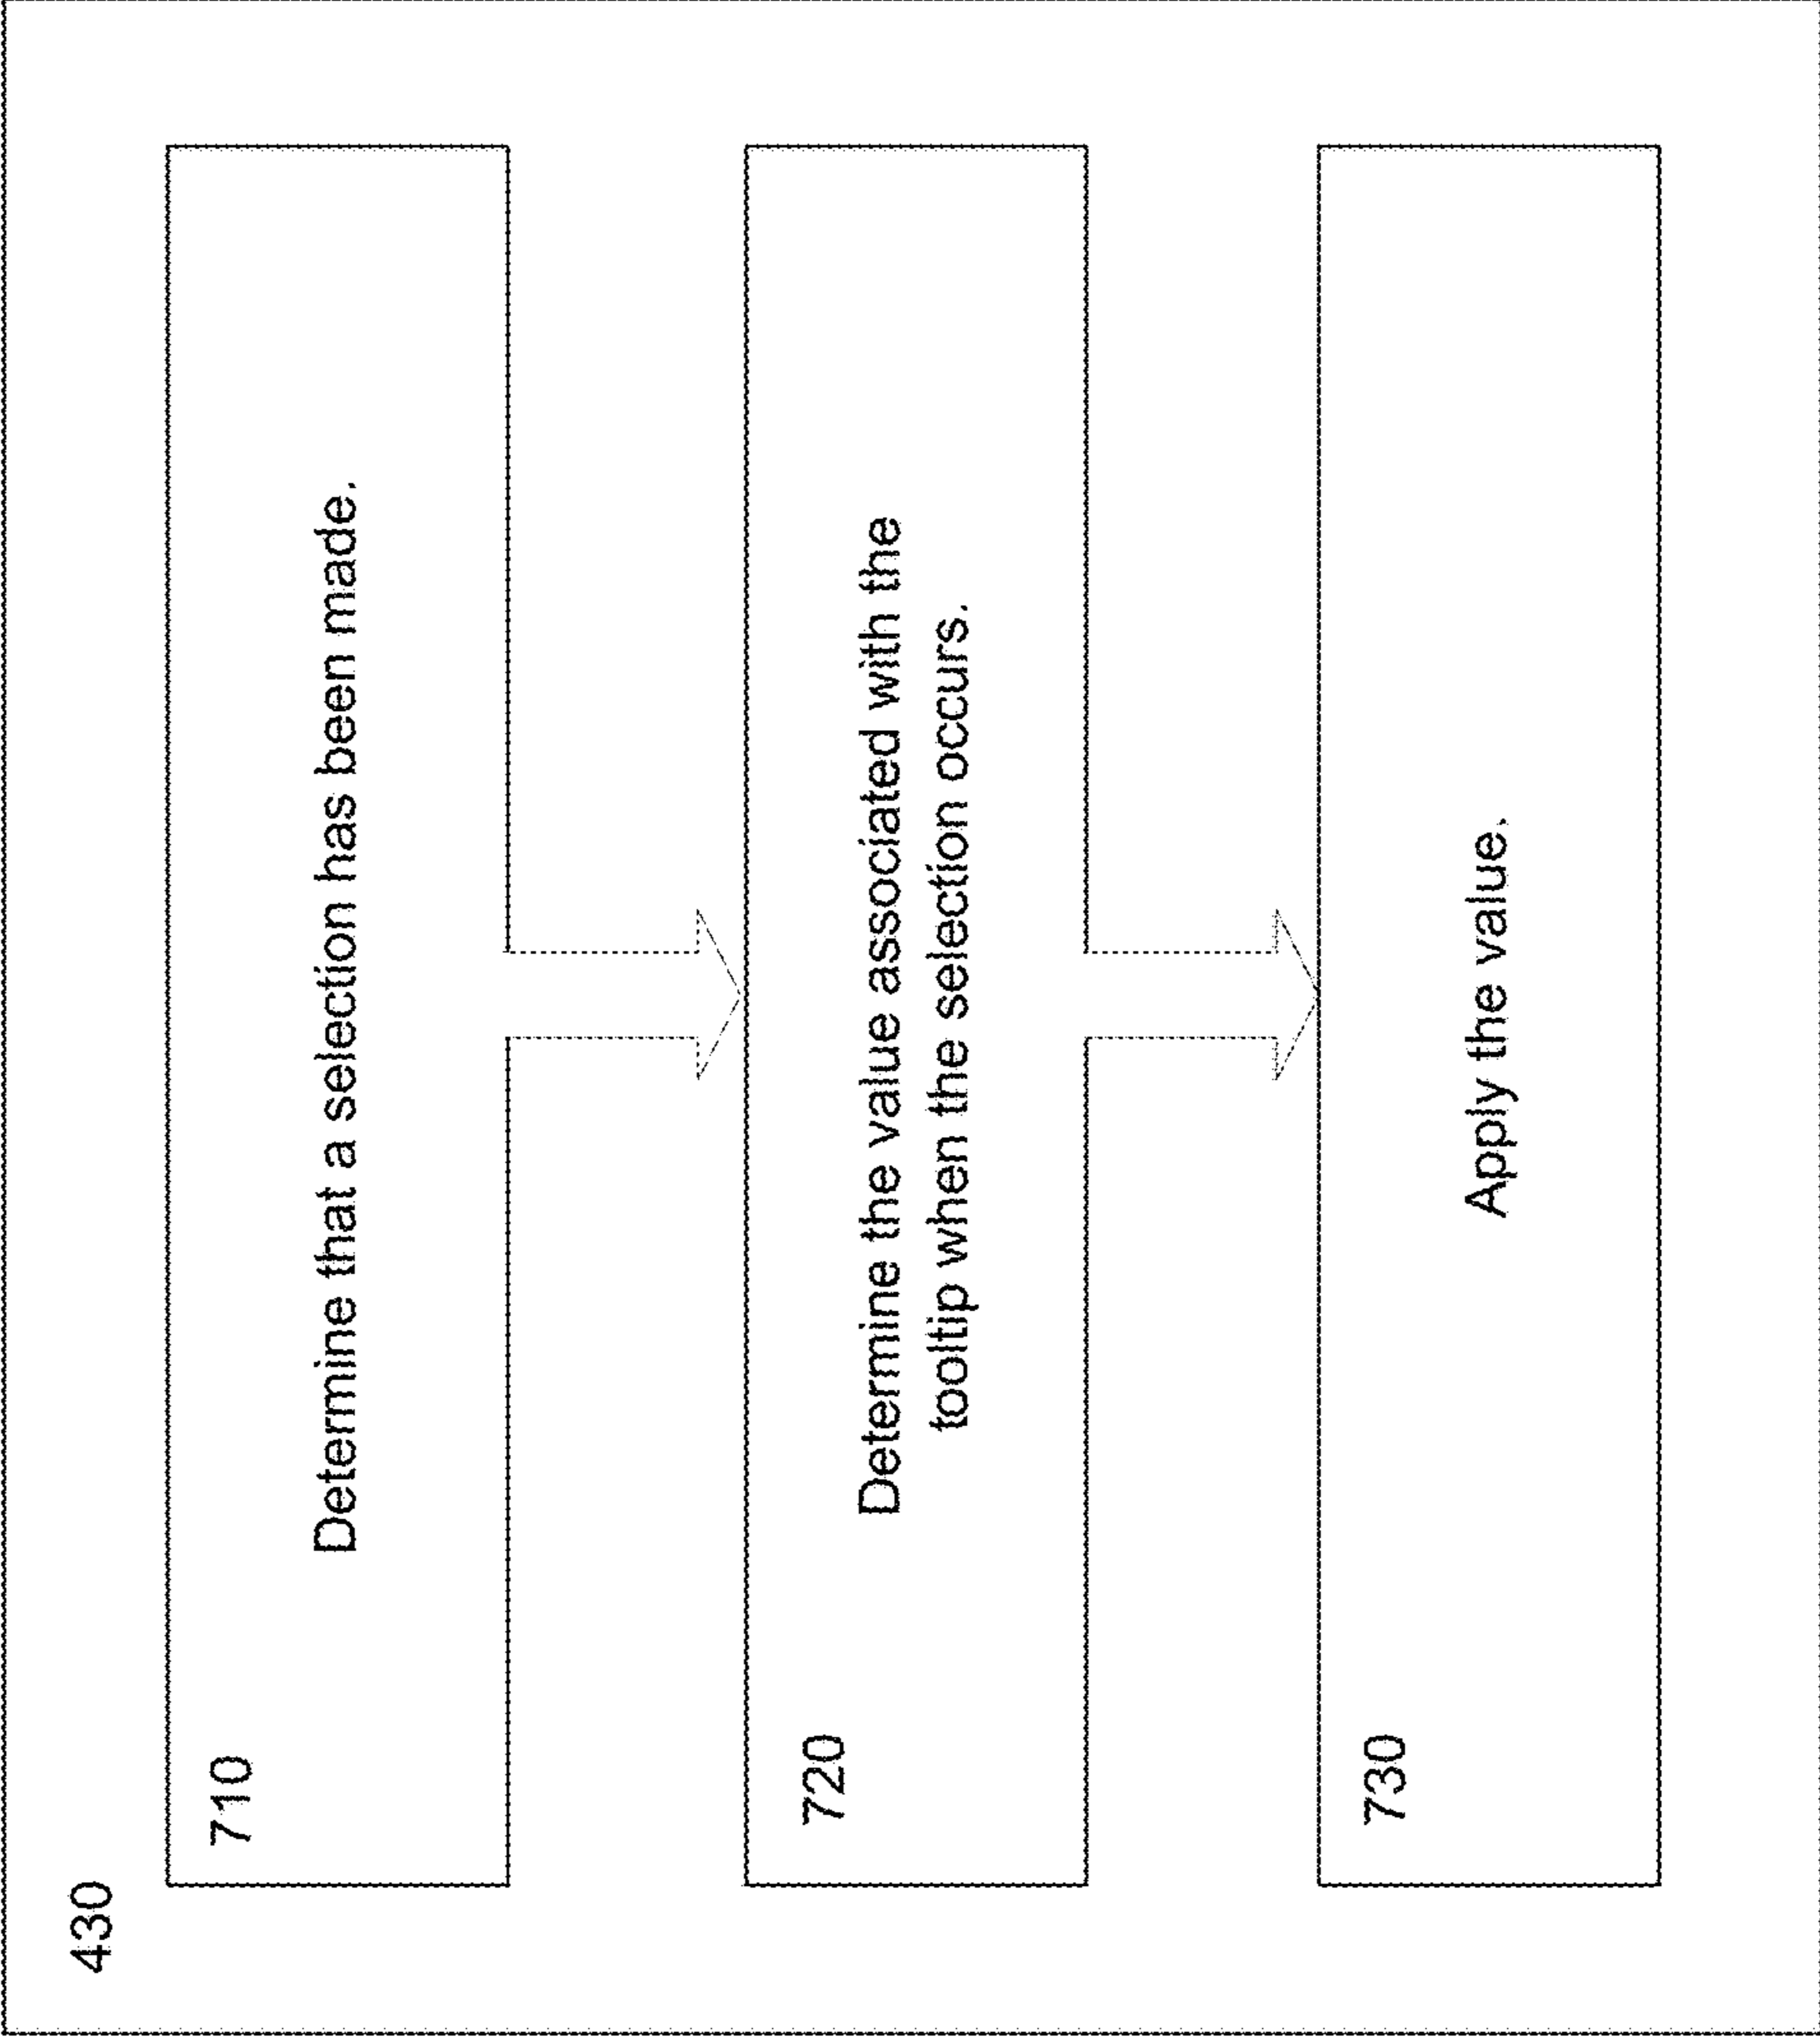 430
710
Determine that a selection has been made.
720
Determine the value associated with the
tooltip when the selection occurs.
730
Apply the value.